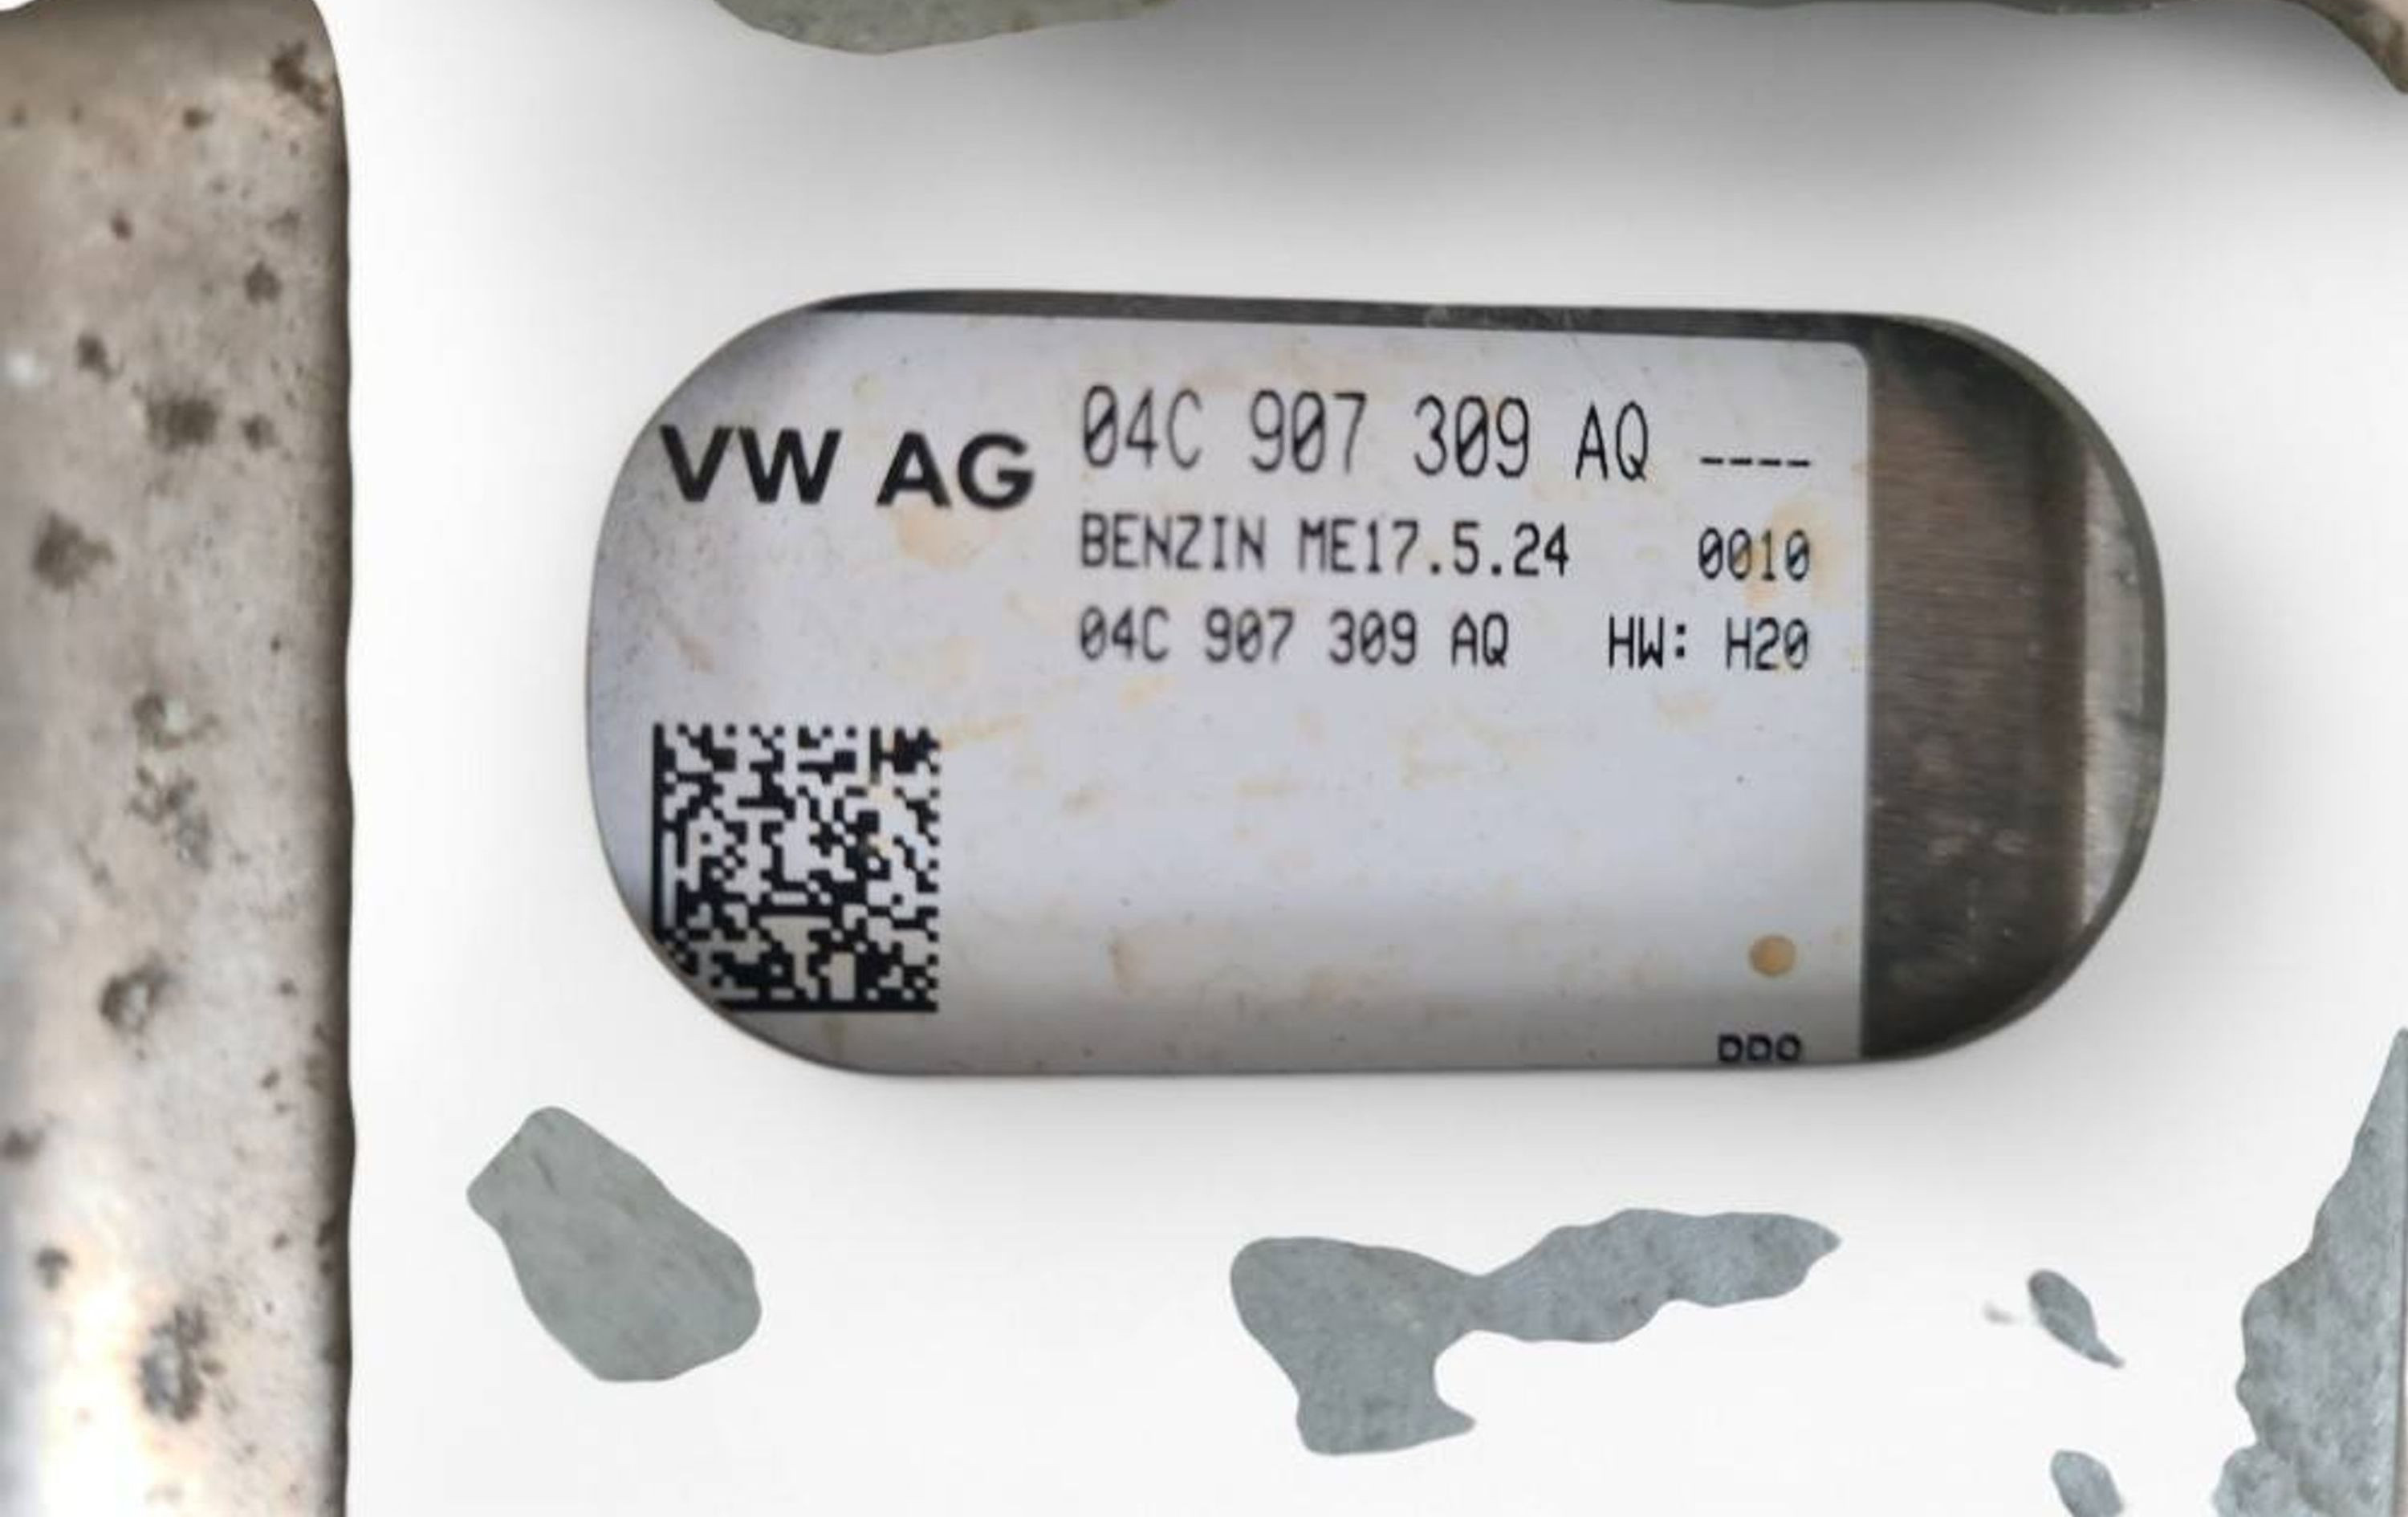 VW AG 04C 907 309 AQ ----
BENZIN ME17.5.24 0010
04C 907 309 AQ HW: H20